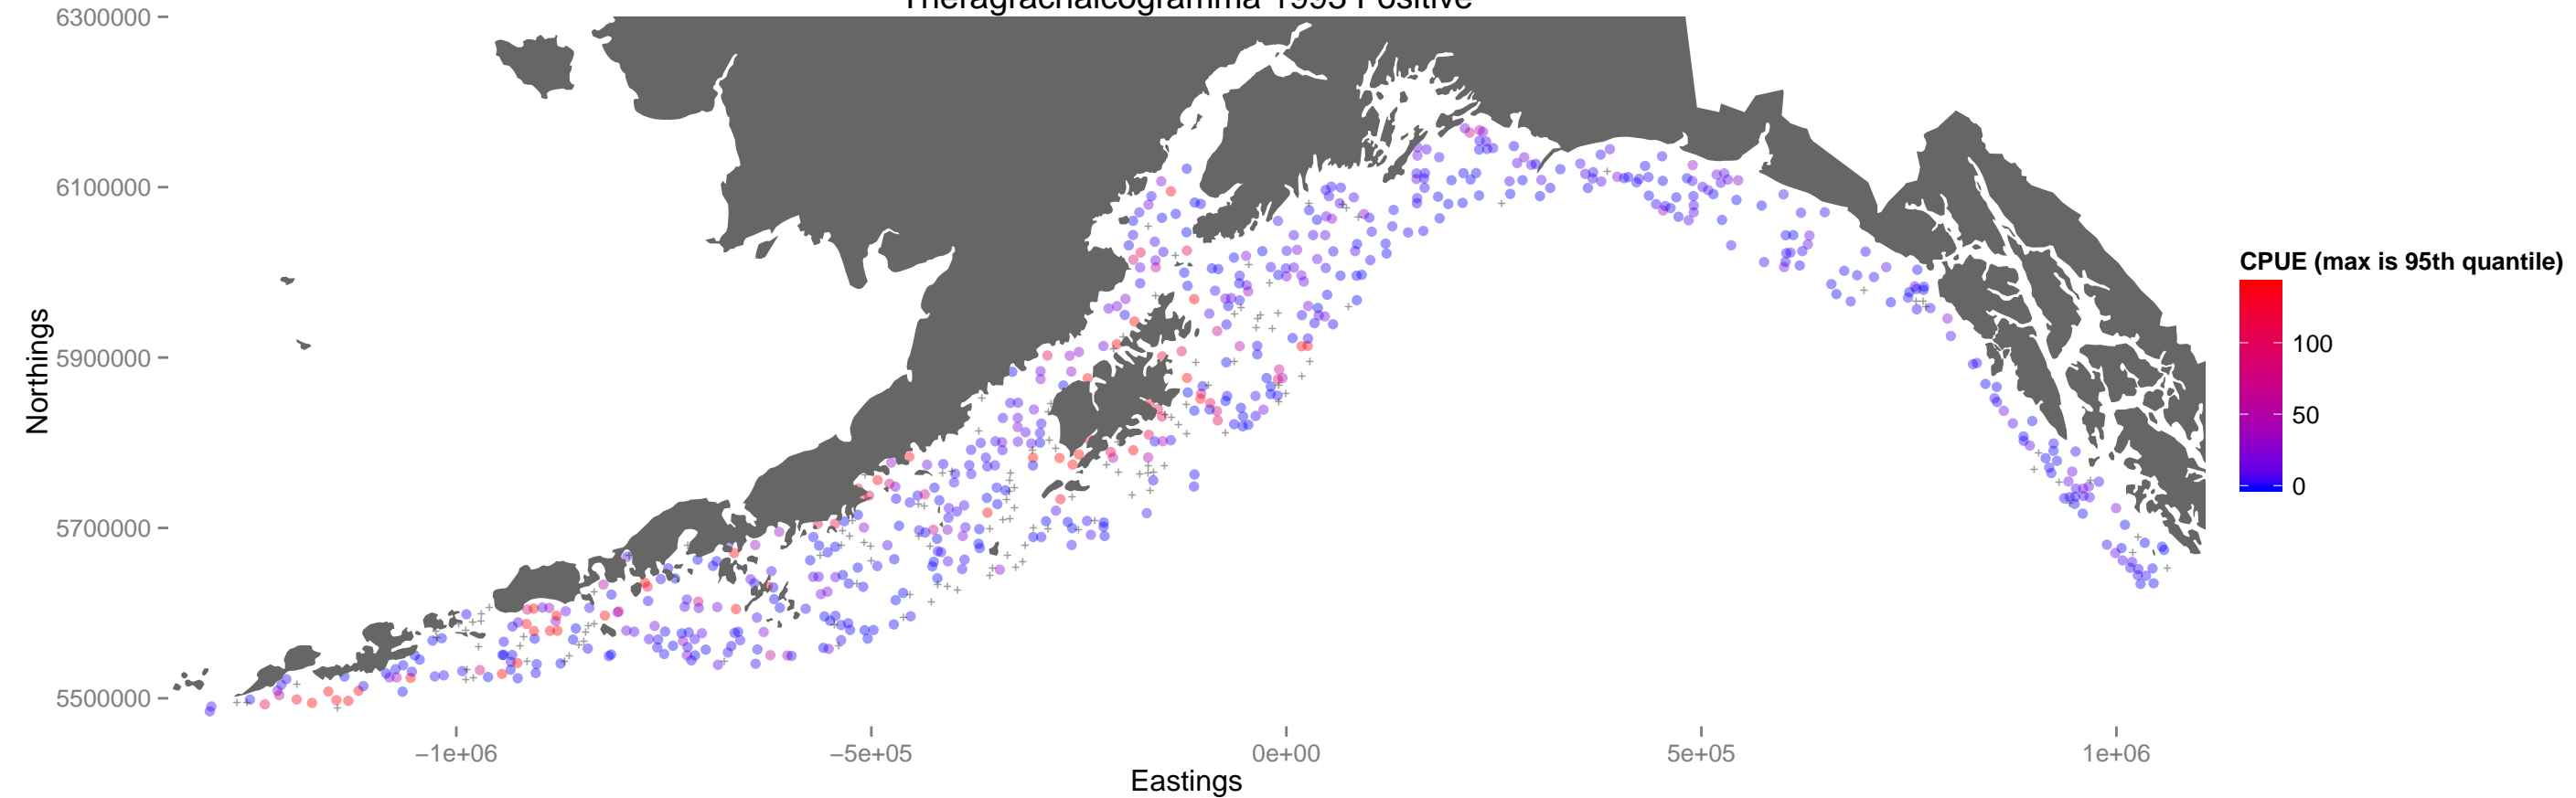 Theragrachalcogramma 1993 Positive
6300000
6100000
5900000
5700000
5500000
Northings
−1e+06
−5e+05
0e+00
5e+05
1e+06
Eastings
CPUE (max is 95th quantile)
100
50
0